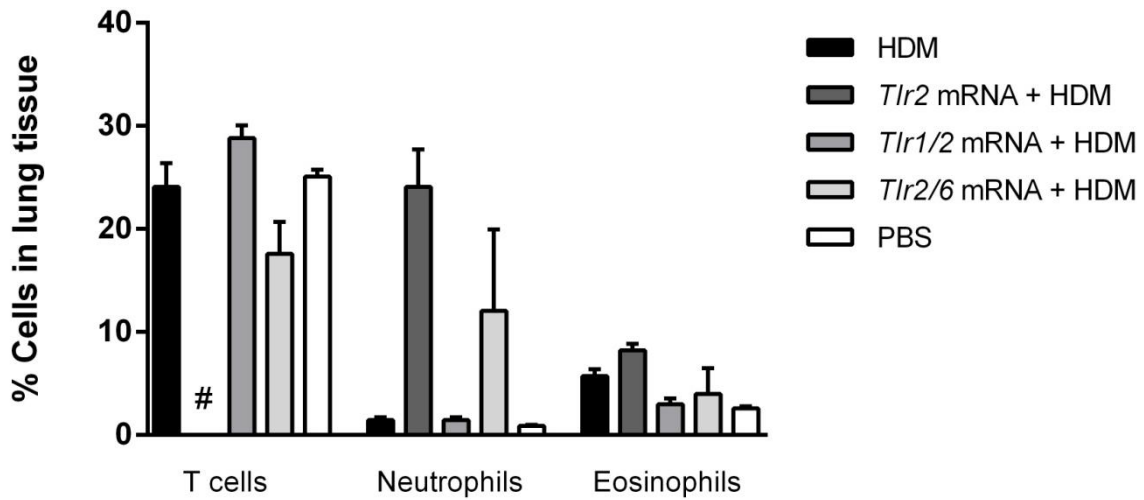 % Cells in lung tissue
40
30
20
10
0
#
T cells
Neutrophils
Eosinophils
HDM
Tlr2 mRNA + HDM
Tlr1/2 mRNA + HDM
Tlr2/6 mRNA + HDM
PBS